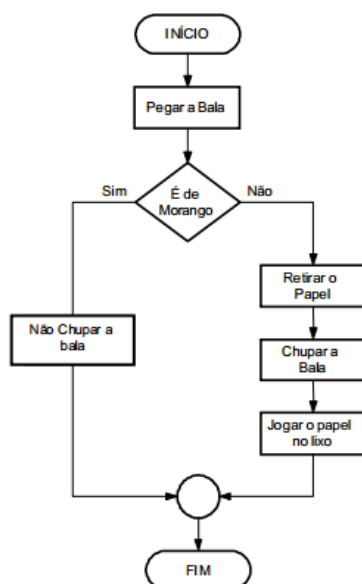 INÍCIO
Pegar a Bala
É de
Morango
Sim
Não
Retirar o
Papel
Não Chupar a
bala
Chupar a
Bala
Jogar o papel
no lixo
FIM